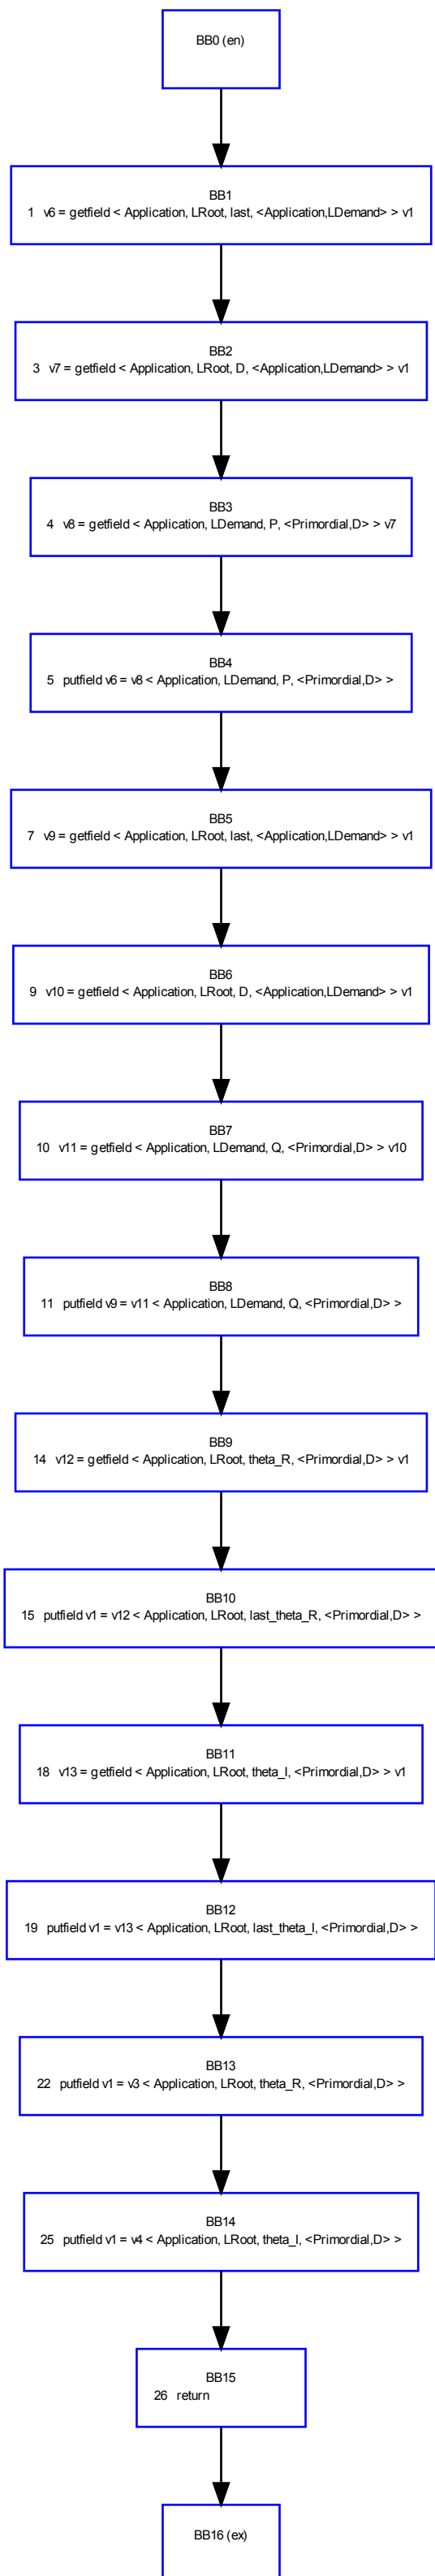 BB0 (en)
BB1
1 v6 = getfield < Application, LRoot, last, <Application,LDemand> > v1
BB2
3 v7 = getfield < Application, LRoot, D, <Application,LDemand> > v1
BB3
4 v8 = getfield < Application, LDemand, P, <Primordial,D> > v7
BB4
5 putfield v6 = v8 < Application, LDemand, P, <Primordial,D> >
BB5
7 v9 = getfield < Application, LRoot, last, <Application,LDemand> > v1
BB6
9 v10 = getfield < Application, LRoot, D, <Application,LDemand> > v1
BB7
10 v11 = getfield < Application, LDemand, Q, <Primordial,D> > v10
BB8
11 putfield v9 = v11 < Application, LDemand, Q, <Primordial,D> >
BB9
14 v12 = getfield < Application, LRoot, theta_R, <Primordial,D> > v1
BB10
15 putfield v1 = v12 < Application, LRoot, last_theta_R, <Primordial,D> >
BB11
18 v13 = getfield < Application, LRoot, theta_I, <Primordial,D> > v1
BB12
19 putfield v1 = v13 < Application, LRoot, last_theta_I, <Primordial,D> >
BB13
22 putfield v1 = v3 < Application, LRoot, theta_R, <Primordial,D> >
BB14
25 putfield v1 = v4 < Application, LRoot, theta_I, <Primordial,D> >
BB15
26 return
BB16 (ex)